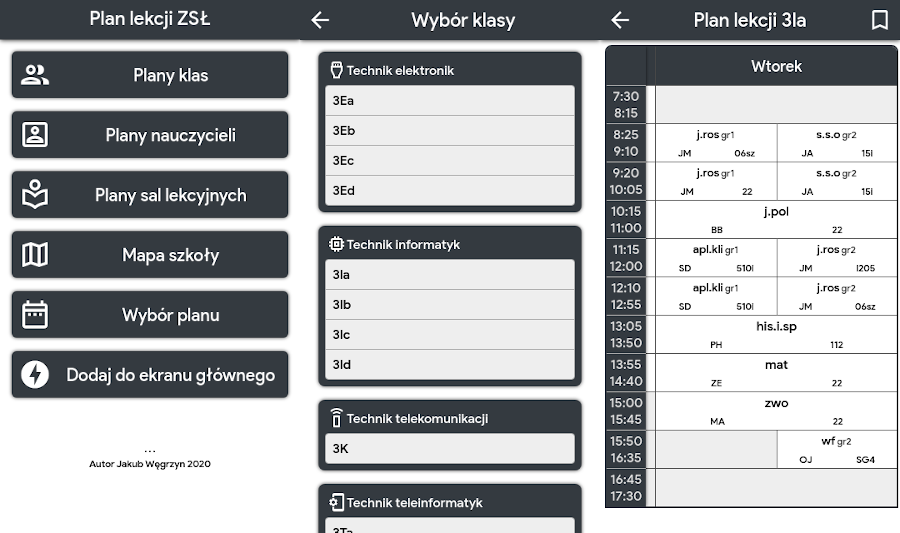 Plan lekcji ZSŁ
Plany klas
Plany nauczycieli
Plany sal lekcyjnych
Mapa szkoły
Wybór planu
Dodaj do ekranu głównego
...
Autor Jakub Węgrzyn 2020
Wybór klasy
Technik elektronik
3Ea
3Eb
3Ec
3Ed
Technik informatyk
3Ia
3Ib
3Ic
3Id
Technik telekomunikacji
3K
Technik teleinformatyk
3Ta
Plan lekcji 3Ia
Wtorek
7:30
8:15
8:25 j.ros gr1 s.s.o gr2
9:10 JM 06sz JA 15I
9:20 j.ros gr1 s.s.o gr2
10:05 JM 22 JA 15I
10:15 j.pol
11:00 BB 22
11:15 apl.kli gr1 j.ros gr2
12:00 SD 510I JM I205
12:10 apl.kli gr1 j.ros gr2
12:55 SD 510I JM 06sz
13:05 his.i.sp
13:50 PH 112
13:55 mat
14:40 ZE 22
15:00 zwo
15:45 MA 22
15:50 wf gr2
16:35 OJ SG4
16:45
17:30